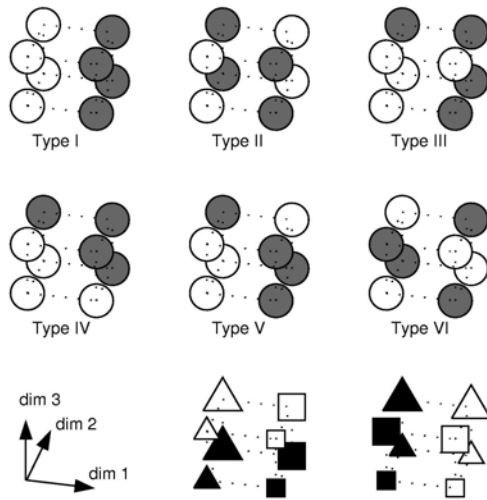 Type I
Type II
Type III
Type IV
Type V
Type VI
dim 3
dim 2
dim 1